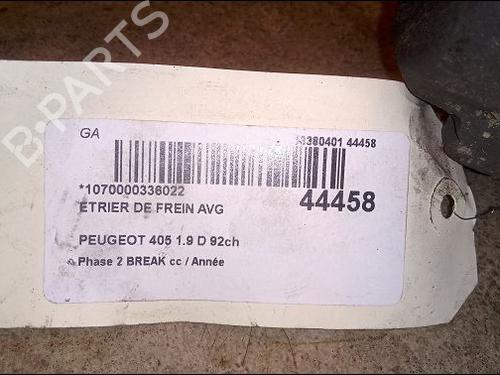 B-PARTS
GA
13380401 44458
*1070000336022
ETRIER DE FREIN AVG
44458
PEUGEOT 405 1.9 D 92ch
Phase 2 BREAK cc / Année